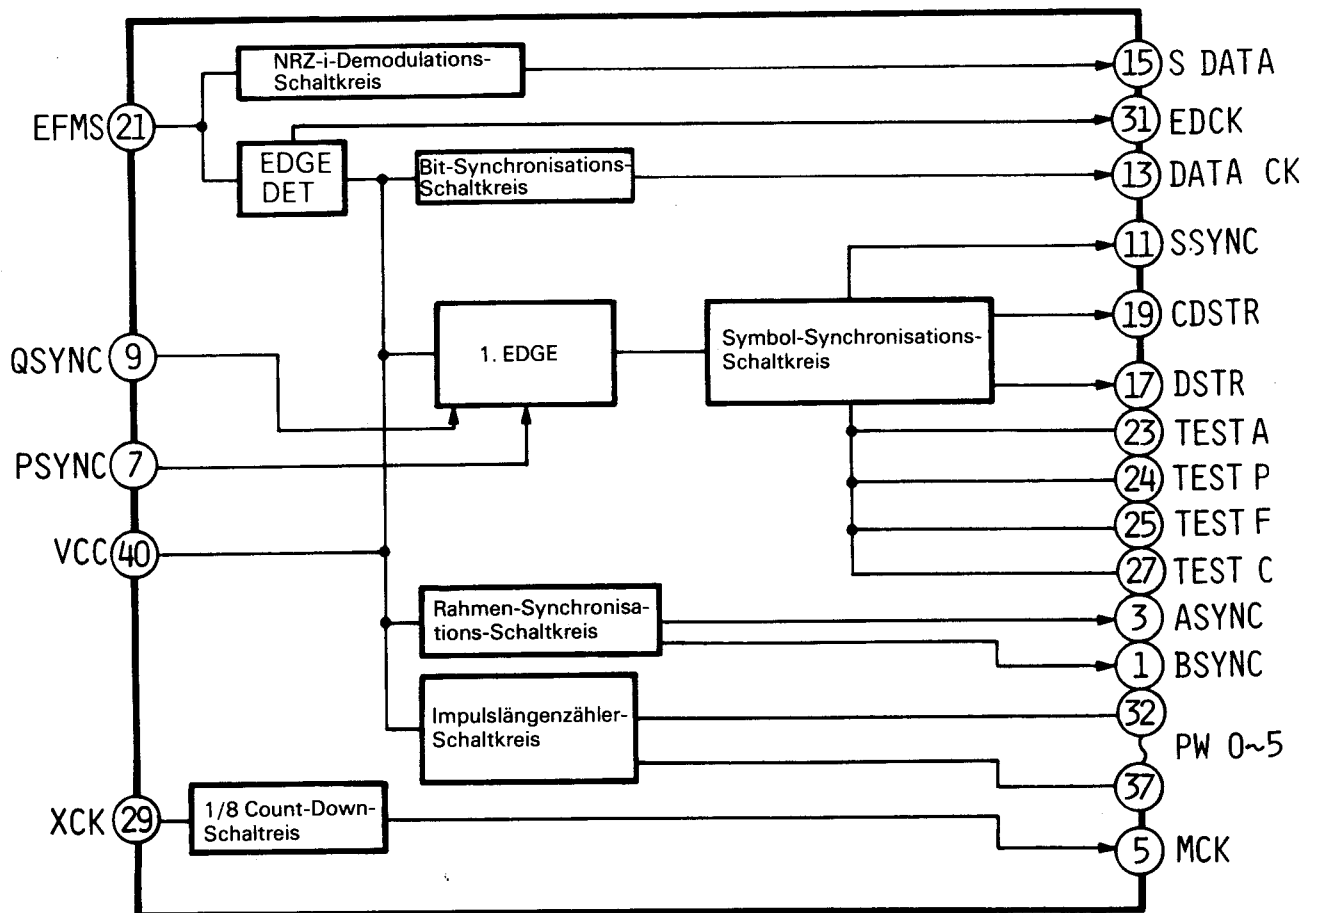 NRZ-i-Demodulations-
Schaltkreis
15 S DATA
EFMS 21
31 EDCK
EDGE
DET
Bit-Synchronisations-
Schaltkreis
13 DATA CK
11 SSYNC
QSYNC 9
1. EDGE
Symbol-Synchronisations-
Schaltkreis
19 CDSTR
17 DSTR
PSYNC 7
23 TEST A
24 TEST P
25 TEST F
27 TEST C
VCC 40
Rahmen-Synchronisa-
tions-Schaltkreis
3 ASYNC
1 BSYNC
Impulslängenzähler-
Schaltkreis
32
PW 0~5
37
XCK 29
1/8 Count-Down-
Schaltreis
5 MCK